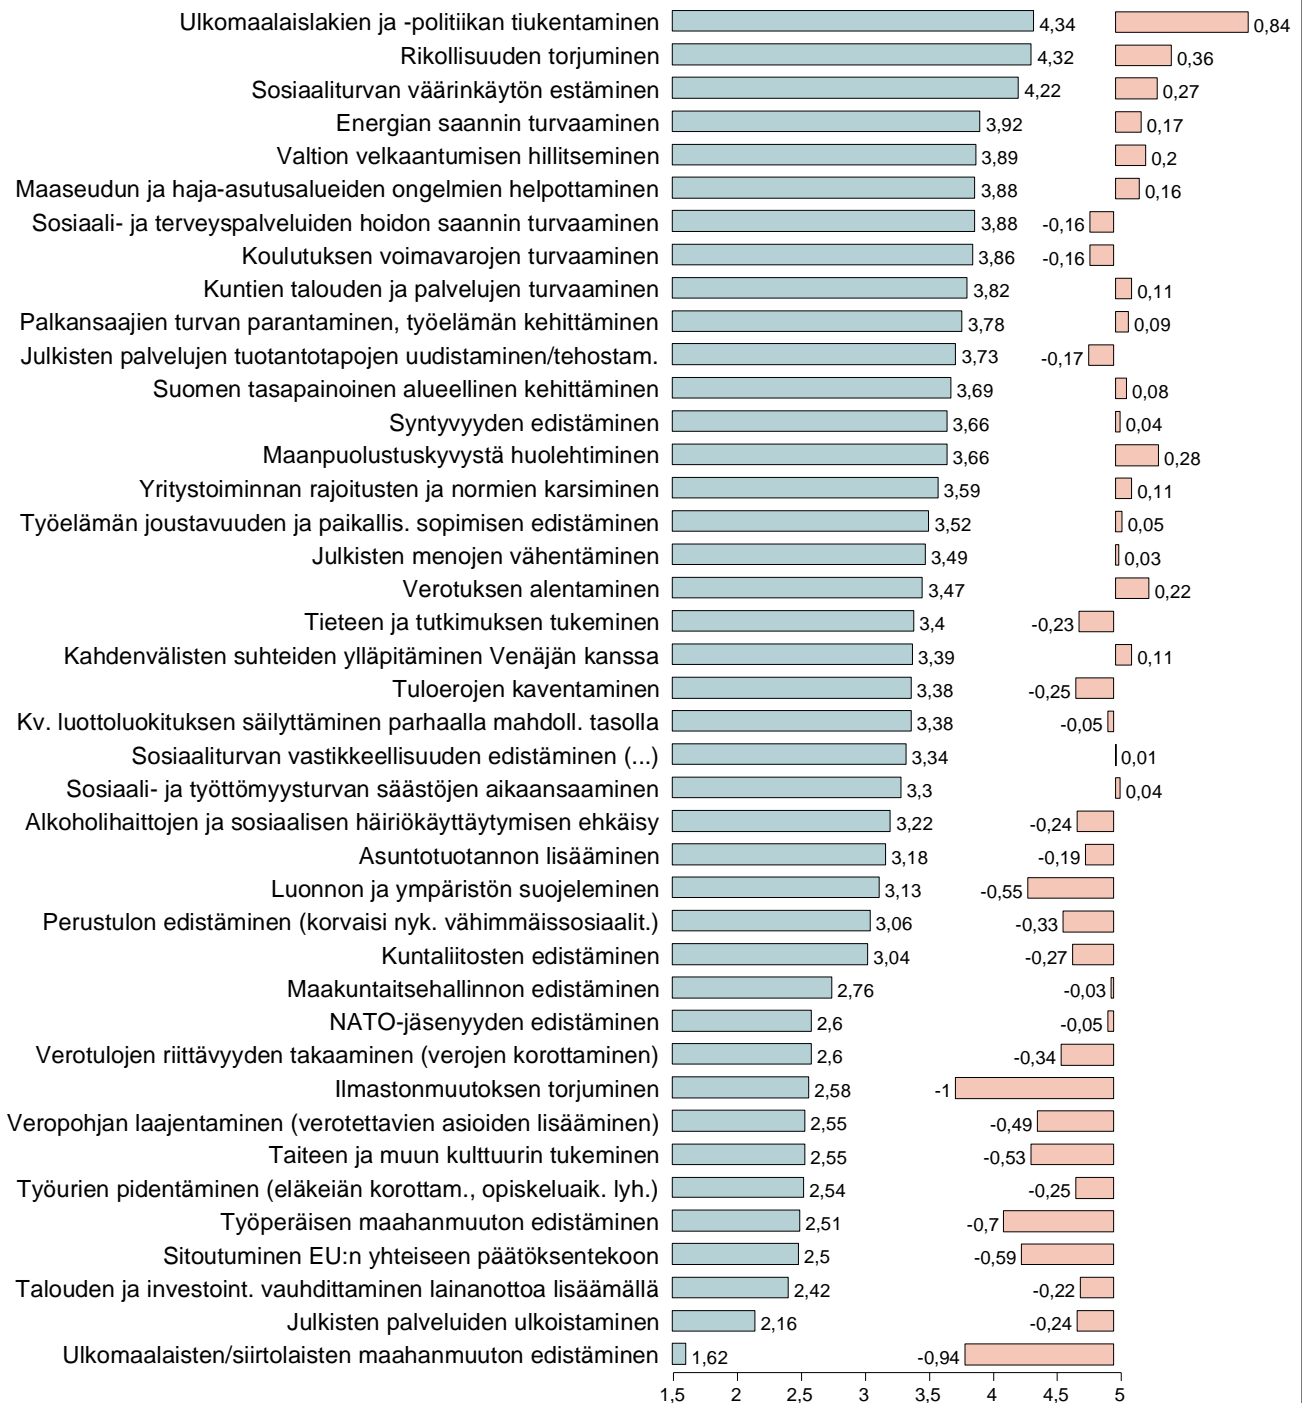 Ulkomaalaislakien ja -politiikan tiukentaminen 4,34 0,84
Rikollisuuden torjuminen 4,32 0,36
Sosiaaliturvan väärinkäytön estäminen 4,22 0,27
Energian saannin turvaaminen 3,92 0,17
Valtion velkaantumisen hillitseminen 3,89 0,2
Maaseudun ja haja-asutusalueiden ongelmien helpottaminen 3,88 0,16
Sosiaali- ja terveyspalveluiden hoidon saannin turvaaminen 3,88 -0,16
Koulutuksen voimavarojen turvaaminen 3,86 -0,16
Kuntien talouden ja palvelujen turvaaminen 3,82 0,11
Palkansaajien turvan parantaminen, työelämän kehittäminen 3,78 0,09
Julkisten palvelujen tuotantotapojen uudistaminen/tehostam. 3,73 -0,17
Suomen tasapainoinen alueellinen kehittäminen 3,69 0,08
Syntyvyyden edistäminen 3,66 0,04
Maanpuolustuskyvystä huolehtiminen 3,66 0,28
Yritystoiminnan rajoitusten ja normien karsiminen 3,59 0,11
Työelämän joustavuuden ja paikallis. sopimisen edistäminen 3,52 0,05
Julkisten menojen vähentäminen 3,49 0,03
Verotuksen alentaminen 3,47 0,22
Tieteen ja tutkimuksen tukeminen 3,4 -0,23
Kahdenvälisten suhteiden ylläpitäminen Venäjän kanssa 3,39 0,11
Tuloerojen kaventaminen 3,38 -0,25
Kv. luottoluokituksen säilyttäminen parhaalla mahdoll. tasolla 3,38 -0,05
Sosiaaliturvan vastikkeellisuuden edistäminen (...) 3,34 0,01
Sosiaali- ja työttömyysturvan säästöjen aikaansaaminen 3,3 0,04
Alkoholihaittojen ja sosiaalisen häiriökäyttäytymisen ehkäisy 3,22 -0,24
Asuntotuotannon lisääminen 3,18 -0,19
Luonnon ja ympäristön suojeleminen 3,13 -0,55
Perustulon edistäminen (korvaisi nyk. vähimmäissosiaalit.) 3,06 -0,33
Kuntaliitosten edistäminen 3,04 -0,27
Maakuntaitsehallinnon edistäminen 2,76 -0,03
NATO-jäsenyyden edistäminen 2,6 -0,05
Verotulojen riittävyyden takaaminen (verojen korottaminen) 2,6 -0,34
Ilmastonmuutoksen torjuminen 2,58 -1
Veropohjan laajentaminen (verotettavien asioiden lisääminen) 2,55 -0,49
Taiteen ja muun kulttuurin tukeminen 2,55 -0,53
Työurien pidentäminen (eläkeiän korottam., opiskeluaik. lyh.) 2,54 -0,25
Työperäisen maahanmuuton edistäminen 2,51 -0,7
Sitoutuminen EU:n yhteiseen päätöksentekoon 2,5 -0,59
Talouden ja investoint. vauhdittaminen lainanottoa lisäämällä 2,42 -0,22
Julkisten palveluiden ulkoistaminen 2,16 -0,24
Ulkomaalaisten/siirtolaisten maahanmuuton edistäminen 1,62 -0,94
1,5 2 2,5 3 3,5 4 4,5 5